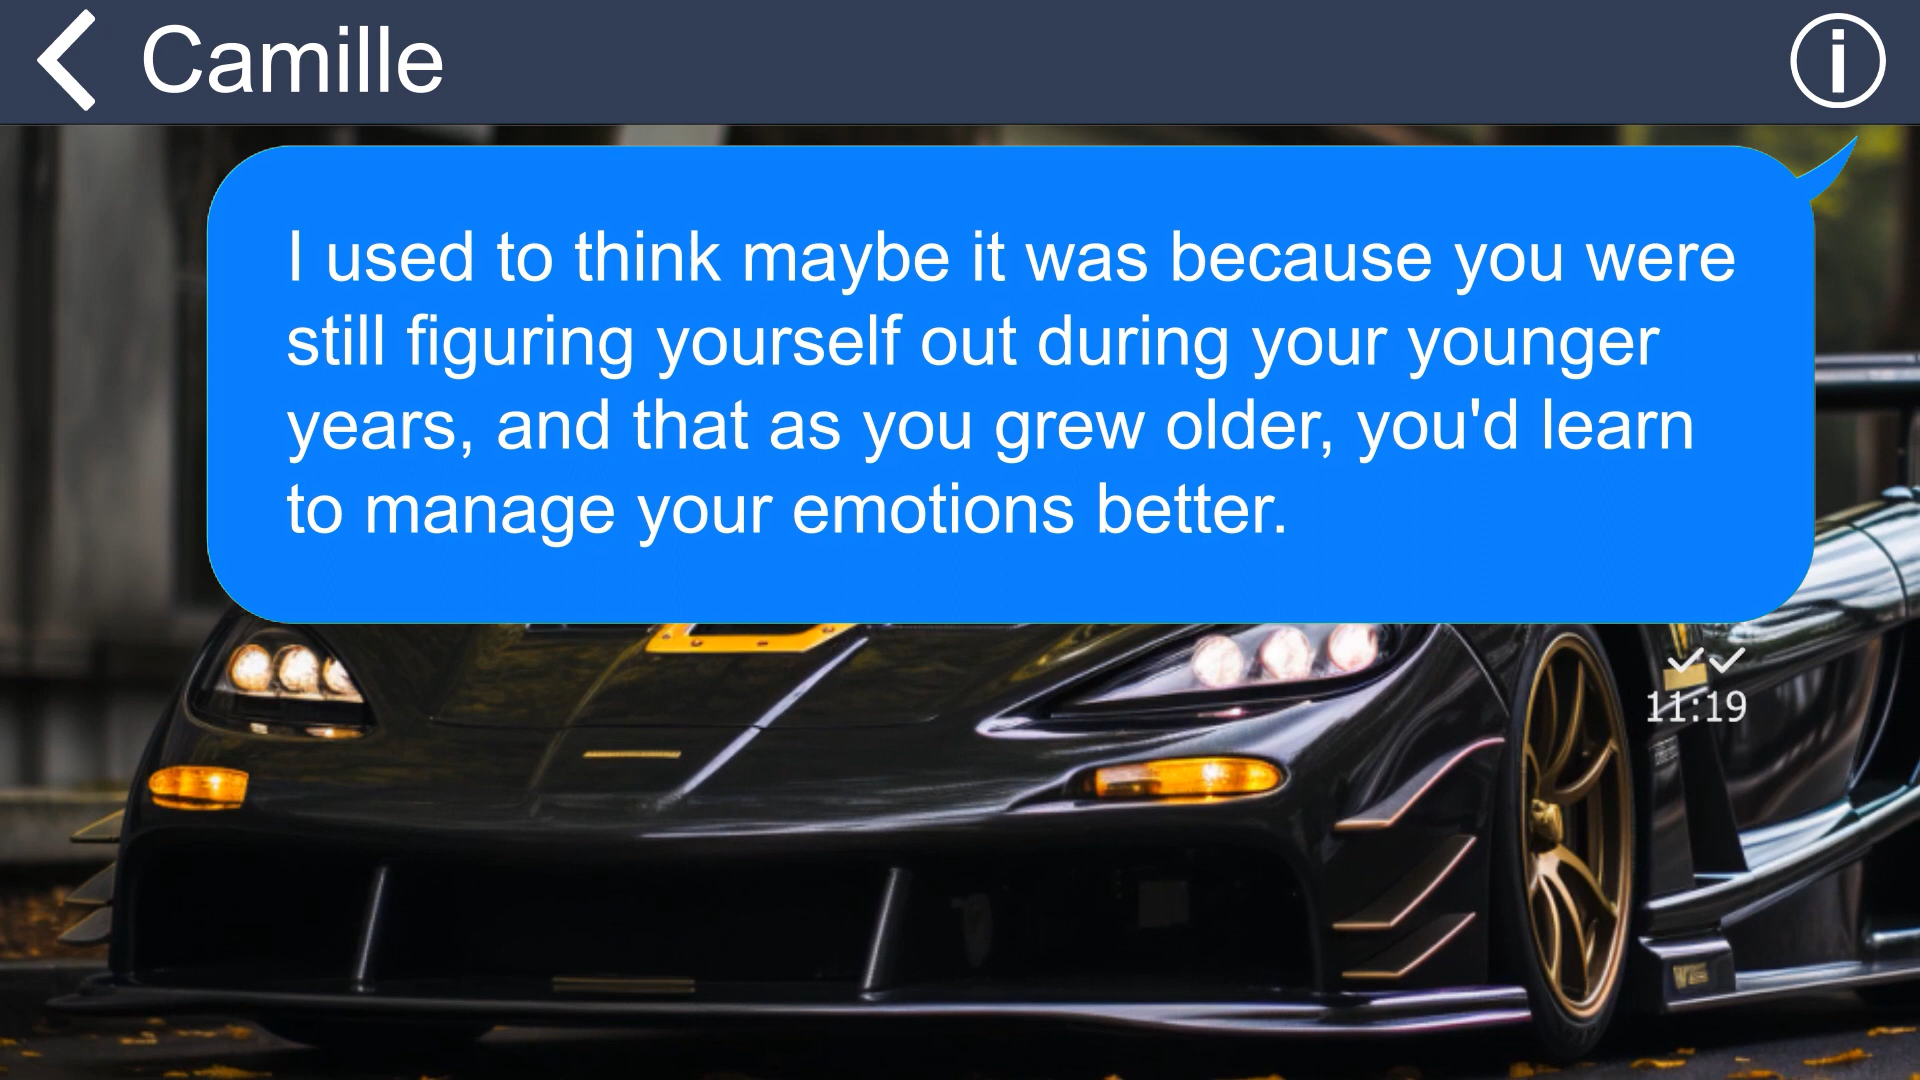 Camille
I used to think maybe it was because you were
still figuring yourself out during your younger
years, and that as you grew older, you'd learn
to manage your emotions better.
11:19